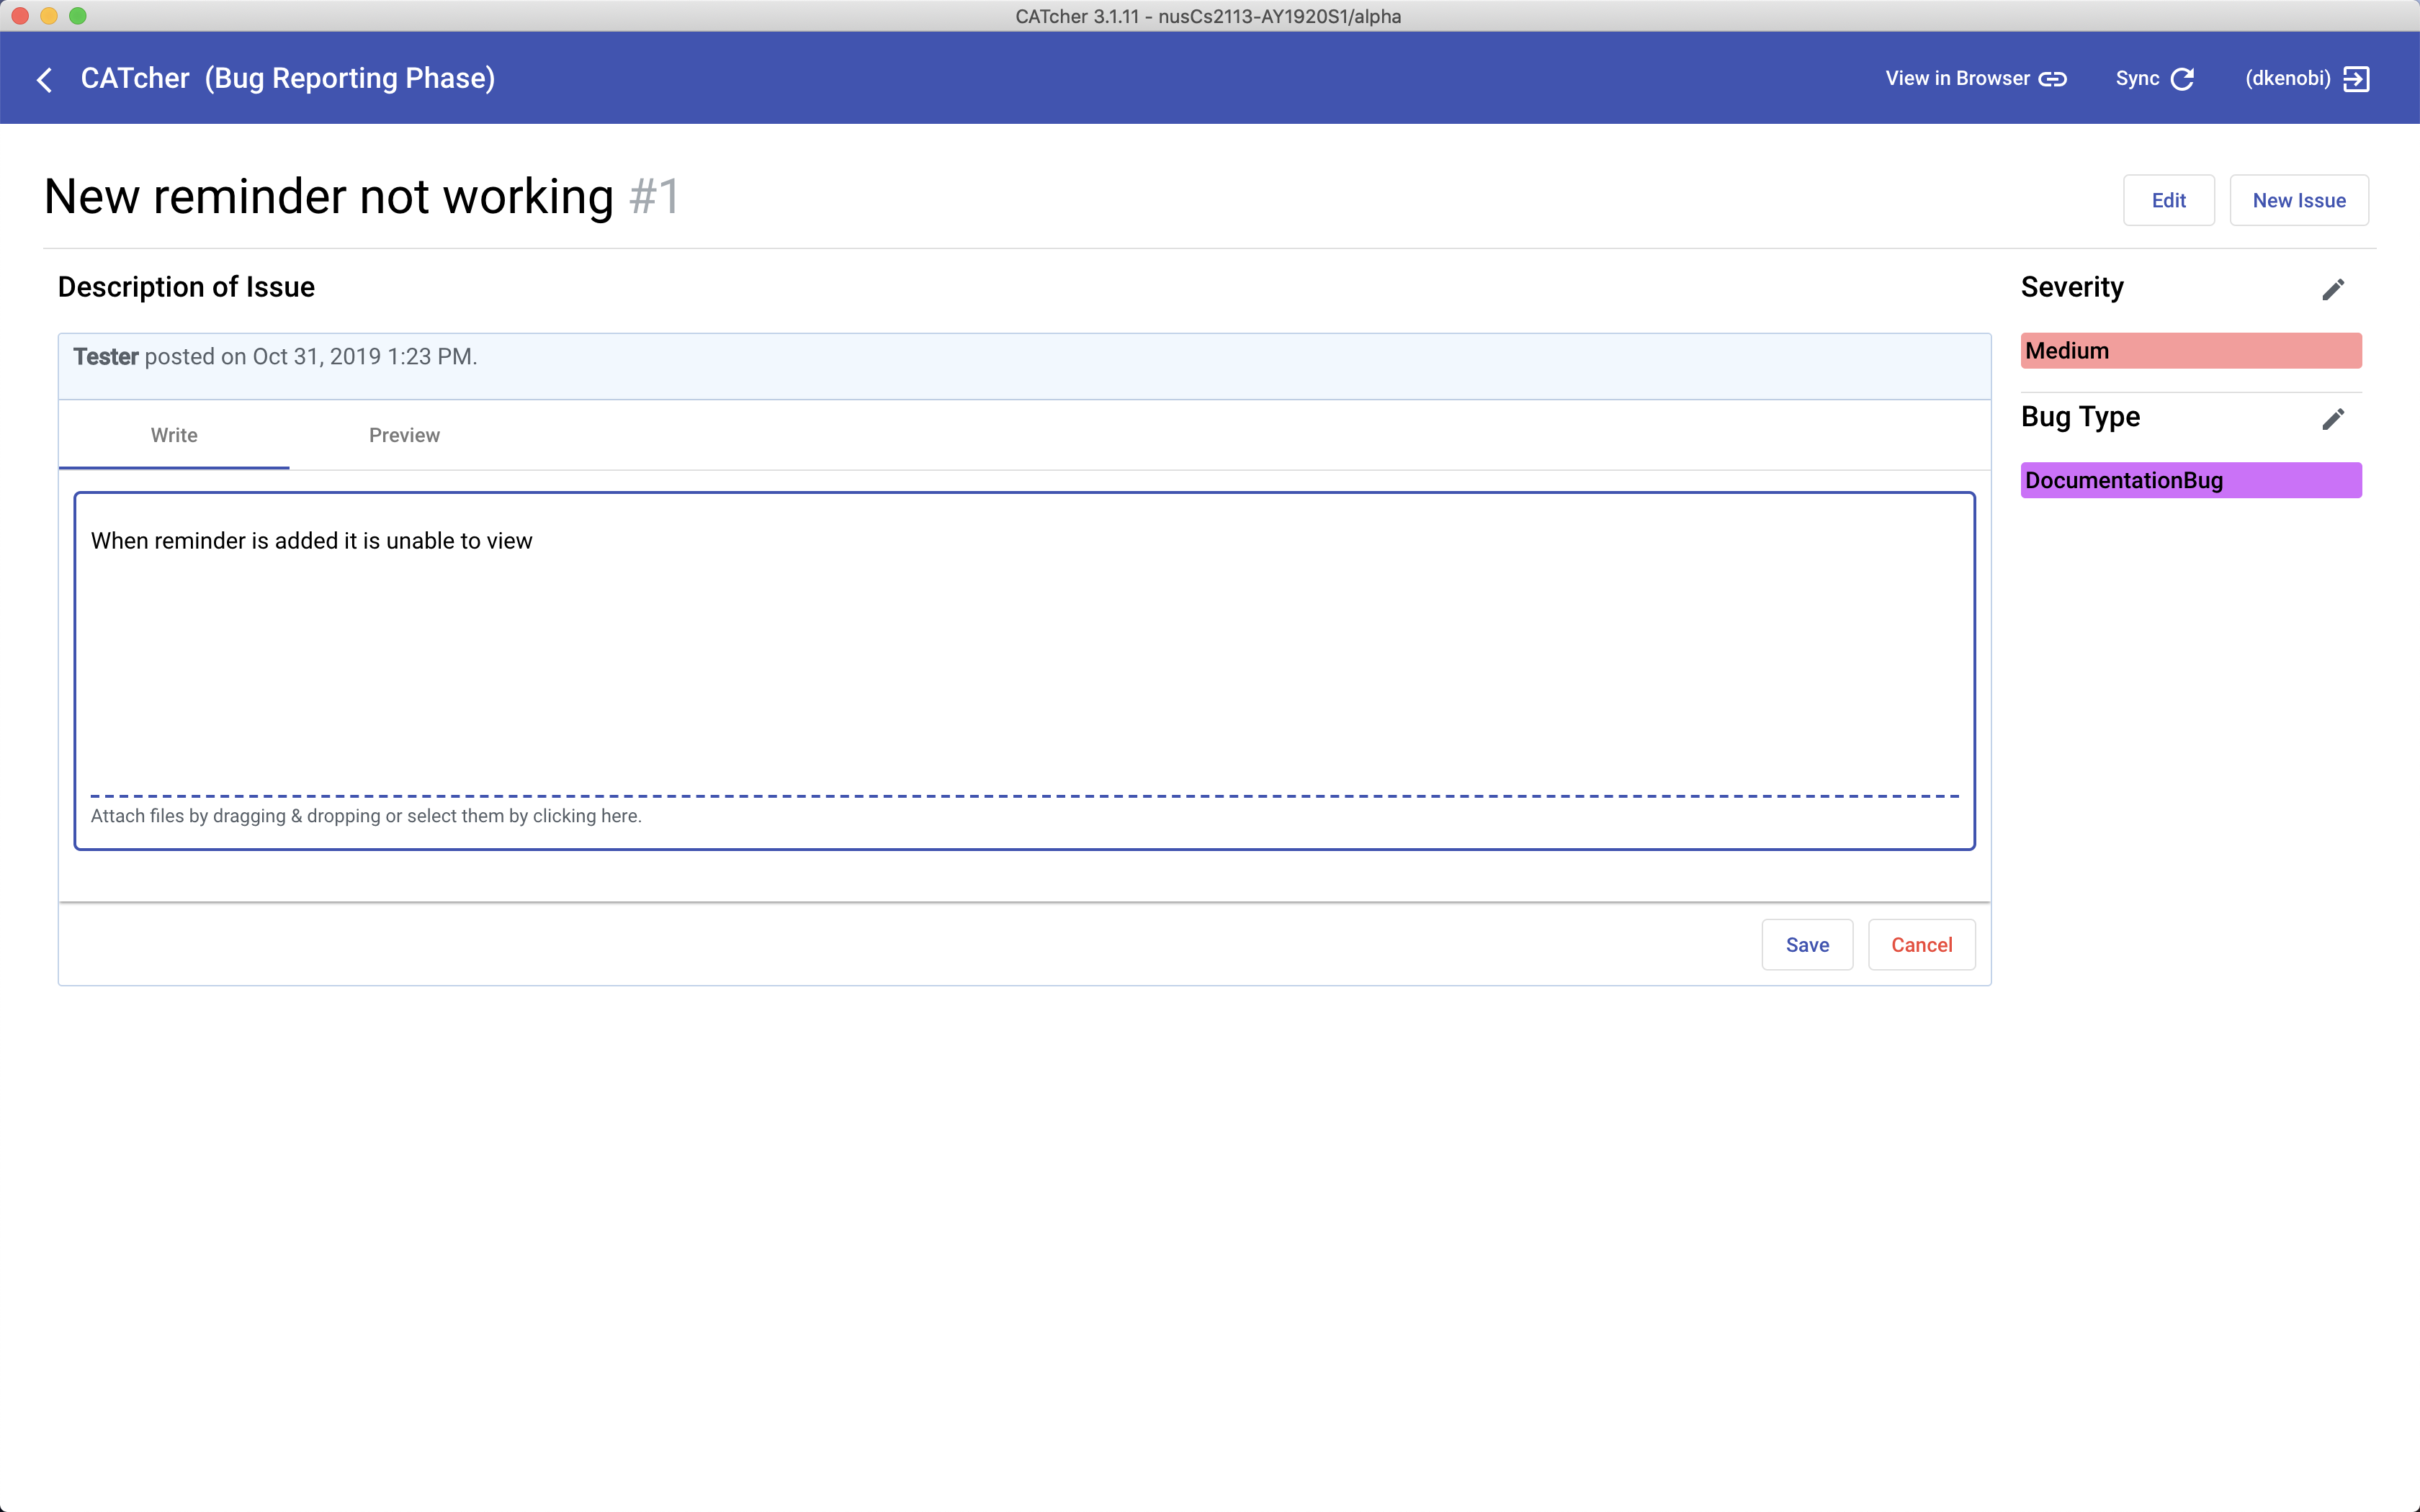 CATcher 3.1.11 - nusCs2113-AY1920S1/alpha
CATcher (Bug Reporting Phase)
View in Browser
Sync
(dkenobi)
New reminder not working #1
Edit
New Issue
Description of Issue
Tester posted on Oct 31, 2019 1:23 PM.
Write
Preview
When reminder is added it is unable to view
Attach files by dragging & dropping or select them by clicking here.
Save
Cancel
Severity
Medium
Bug Type
DocumentationBug